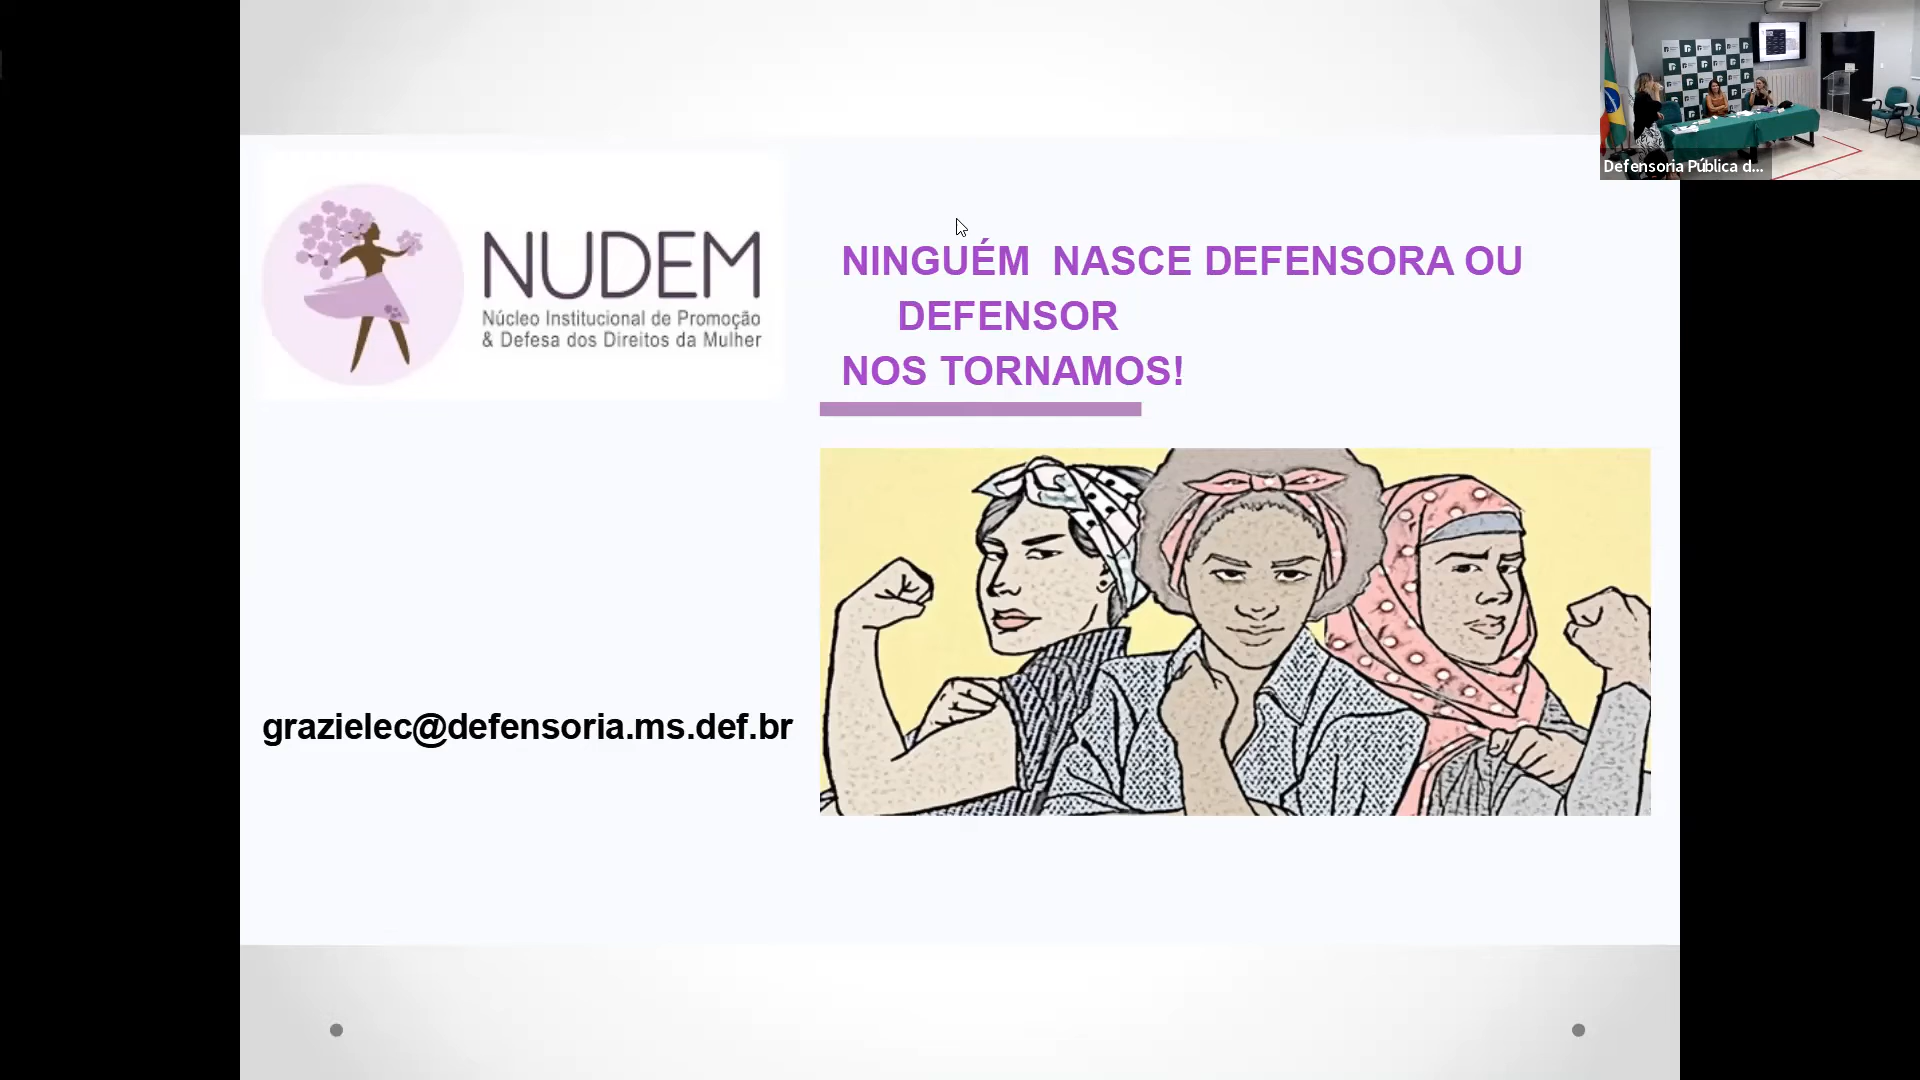 Defensoria Pública d...
NUDEM
Núcleo Institucional de Promoção
& Defesa dos Direitos da Mulher
NINGUÉM  NASCE DEFENSORA OU
DEFENSOR
NOS TORNAMOS!
grazielec@defensoria.ms.def.br